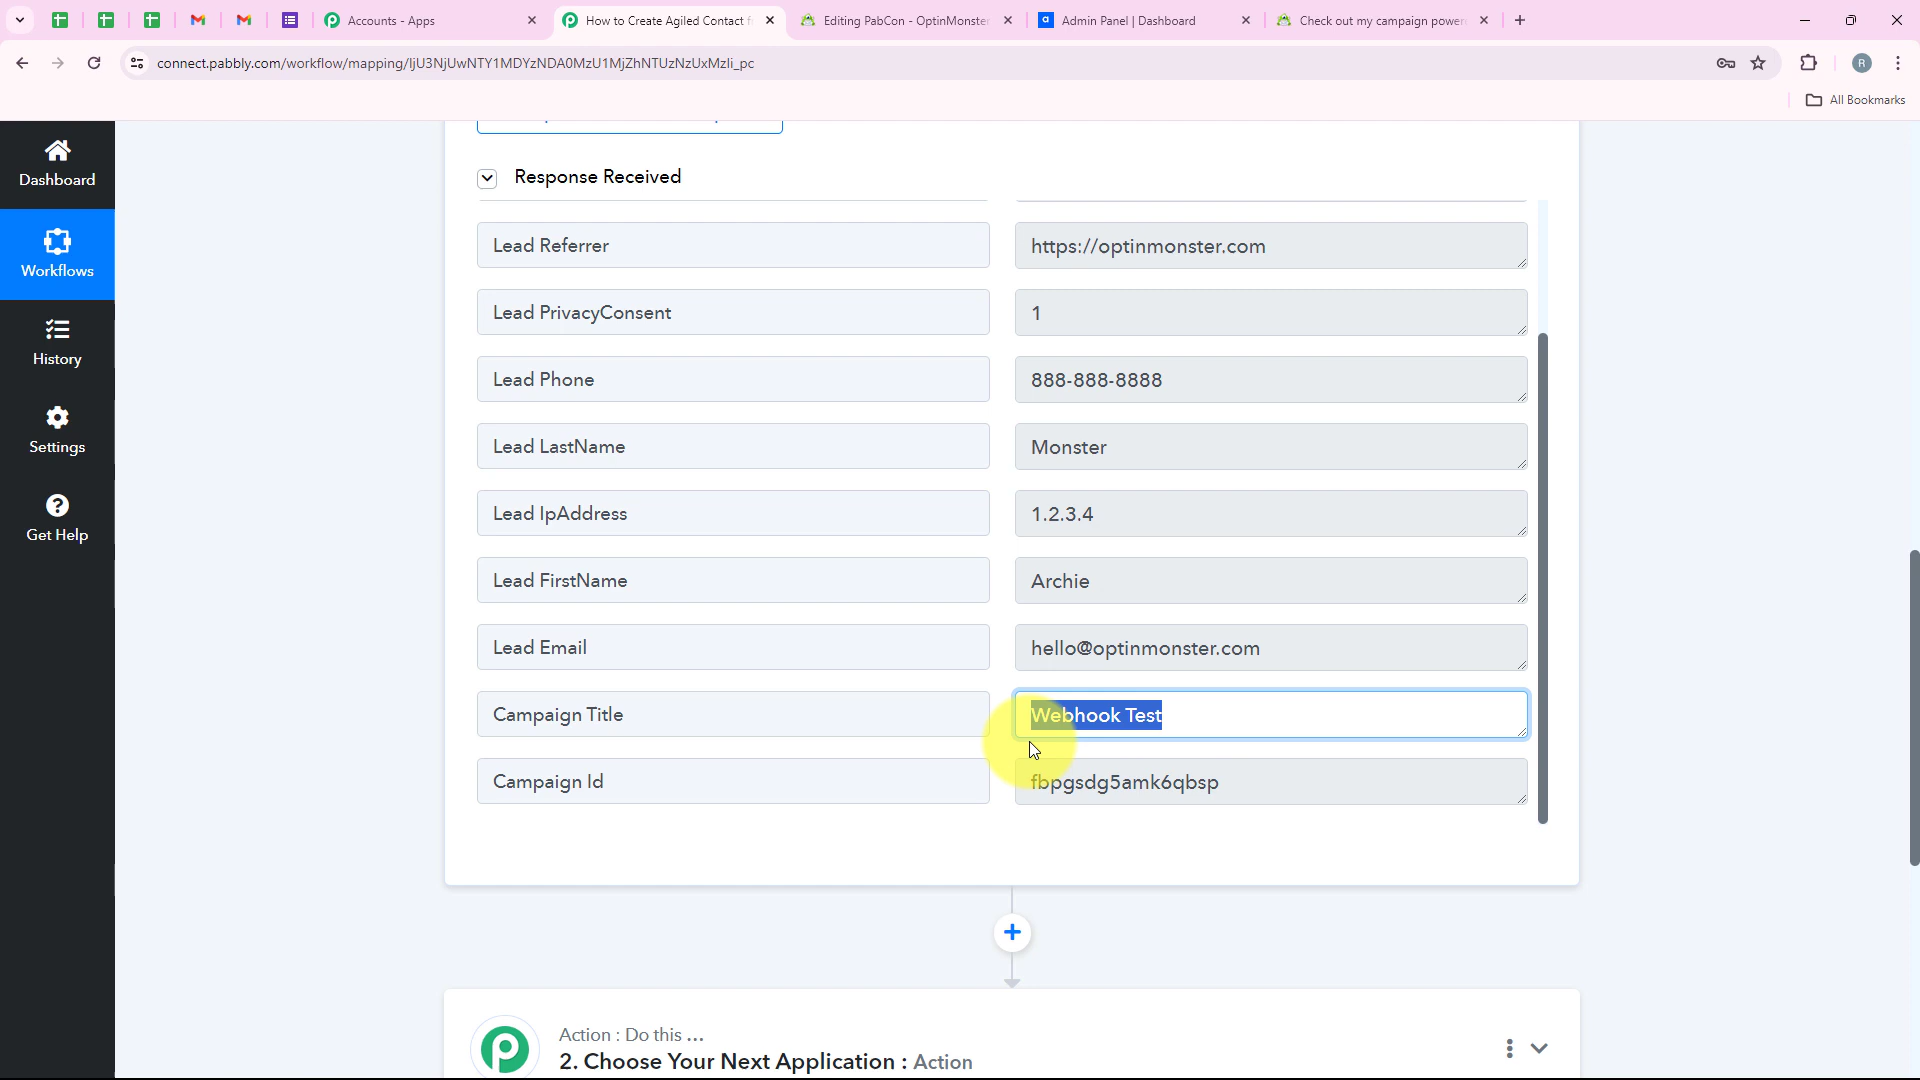 Accounts - Apps
How to Create Agiled Contact f
Editing PabCon - OptinMonster
Admin Panel | Dashboard
Check out my campaign power
connect.pabbly.com/workflow/mapping/IjU3NjUwNTY1MDYzNDA0MzU1MjZhNTUzNzUxMzIi_pc
R
All Bookmarks
Dashboard
Workflows
History
Settings
Get Help
Response Received
Lead Referrer
https://optinmonster.com
Lead PrivacyConsent
1
Lead Phone
888-888-8888
Lead LastName
Monster
Lead IpAddress
1.2.3.4
Lead FirstName
Archie
Lead Email
hello@optinmonster.com
Campaign Title
Webhook Test
Campaign Id
fbpgsdg5amk6qbsp
Action : Do this ...
2. Choose Your Next Application : Action